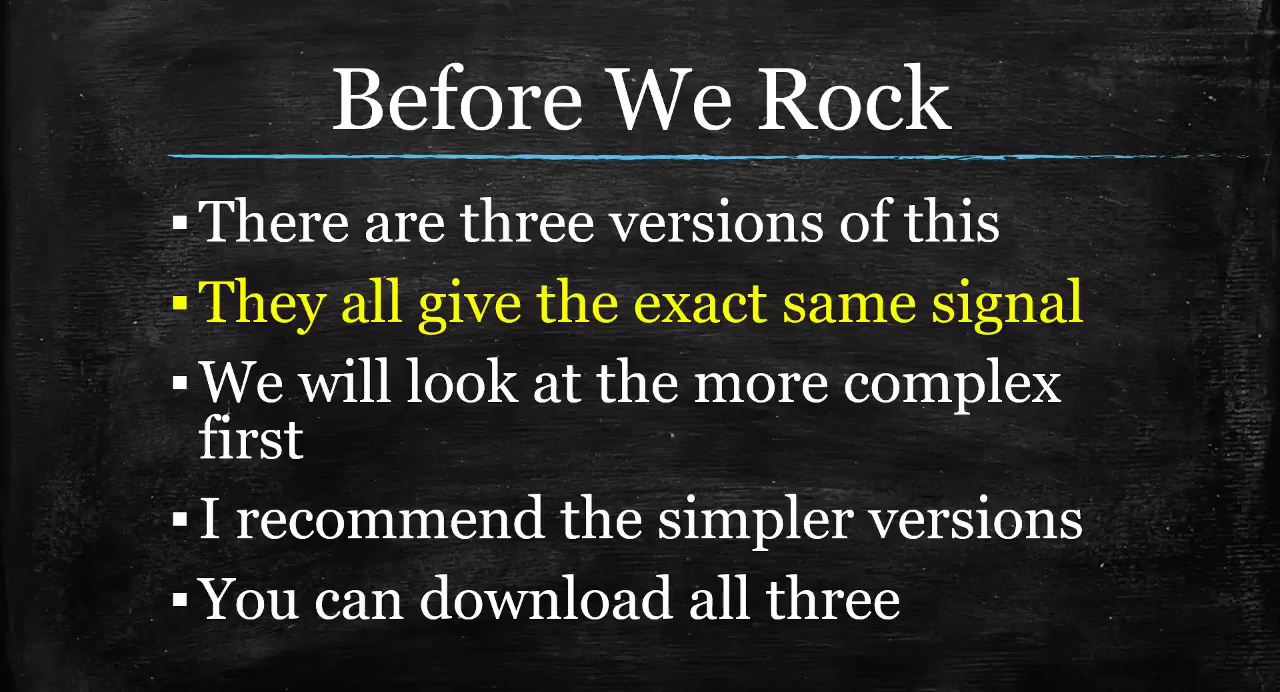 Before We Rock
▪ There are three versions of this
▪ They all give the exact same signal
▪ We will look at the more complex
first
▪ I recommend the simpler versions
▪ You can download all three